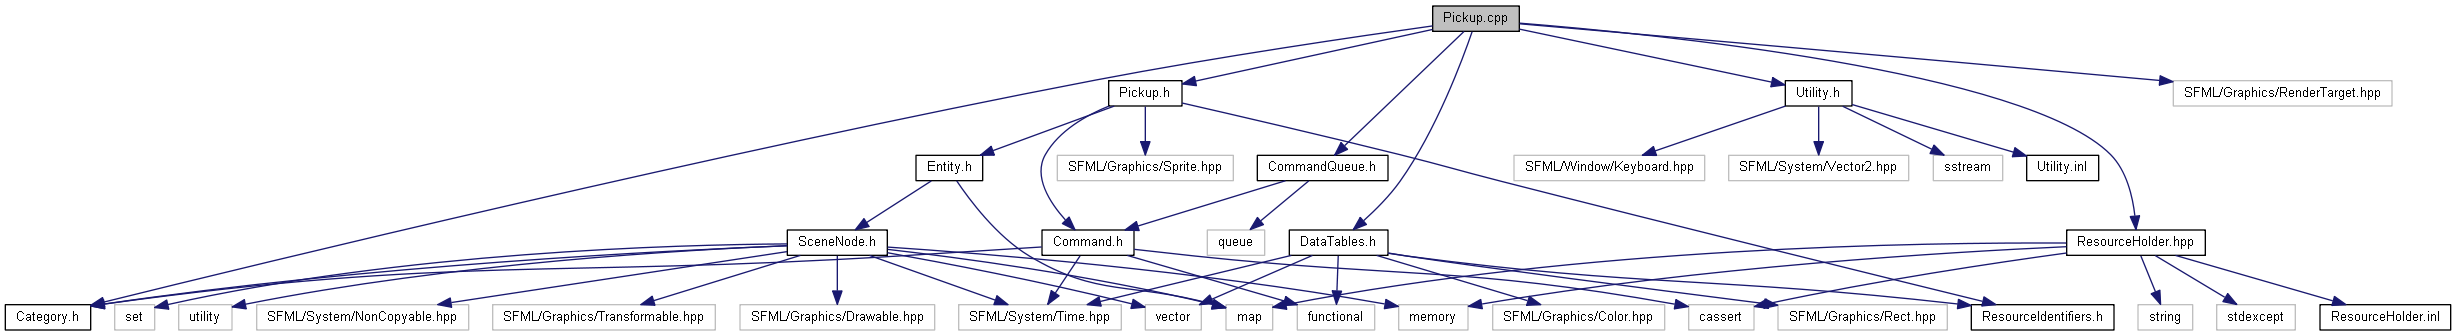 Pickup.cpp
Pickup.h
Utility.h
SFML/Graphics/RenderTarget.hpp
Entity.h
SFML/Graphics/Sprite.hpp
CommandQueue.h
SFML/Window/Keyboard.hpp
SFML/System/Vector2.hpp
sstream
Utility.inl
SceneNode.h
Command.h
queue
DataTables.h
ResourceHolder.hpp
Category.h
set
utility
SFML/System/NonCopyable.hpp
SFML/Graphics/Transformable.hpp
SFML/Graphics/Drawable.hpp
SFML/System/Time.hpp
vector
map
functional
memory
SFML/Graphics/Color.hpp
cassert
SFML/Graphics/Rect.hpp
ResourceIdentifiers.h
string
stdexcept
ResourceHolder.inl